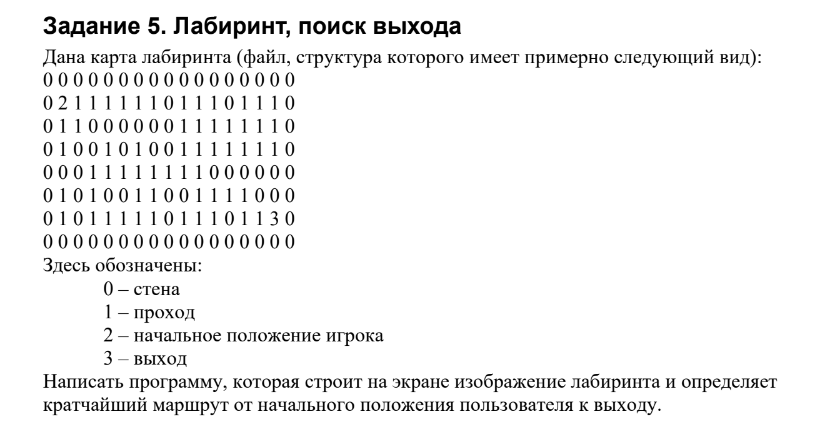 Задание 5. Лабиринт, поиск выхода
Дана карта лабиринта (файл, структура которого имеет примерно следующий вид):
0 0 0 0 0 0 0 0 0 0 0 0 0 0 0 0 0
0 2 1 1 1 1 1 1 0 1 1 1 0 1 1 1 0
0 1 1 0 0 0 0 0 0 1 1 1 1 1 1 1 0
0 1 0 0 1 0 1 0 0 1 1 1 1 1 1 1 0
0 0 0 1 1 1 1 1 1 1 1 0 0 0 0 0 0
0 1 0 1 0 0 1 1 0 0 1 1 1 1 0 0 0
0 1 0 1 1 1 1 1 0 1 1 1 0 1 1 3 0
0 0 0 0 0 0 0 0 0 0 0 0 0 0 0 0 0
Здесь обозначены:
0 – стена
1 – проход
2 – начальное положение игрока
3 – выход
Написать программу, которая строит на экране изображение лабиринта и определяет
кратчайший маршрут от начального положения пользователя к выходу.